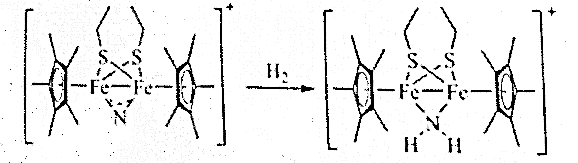 + +
S S S S
Fe Fe H₂ Fe Fe
N N
H H